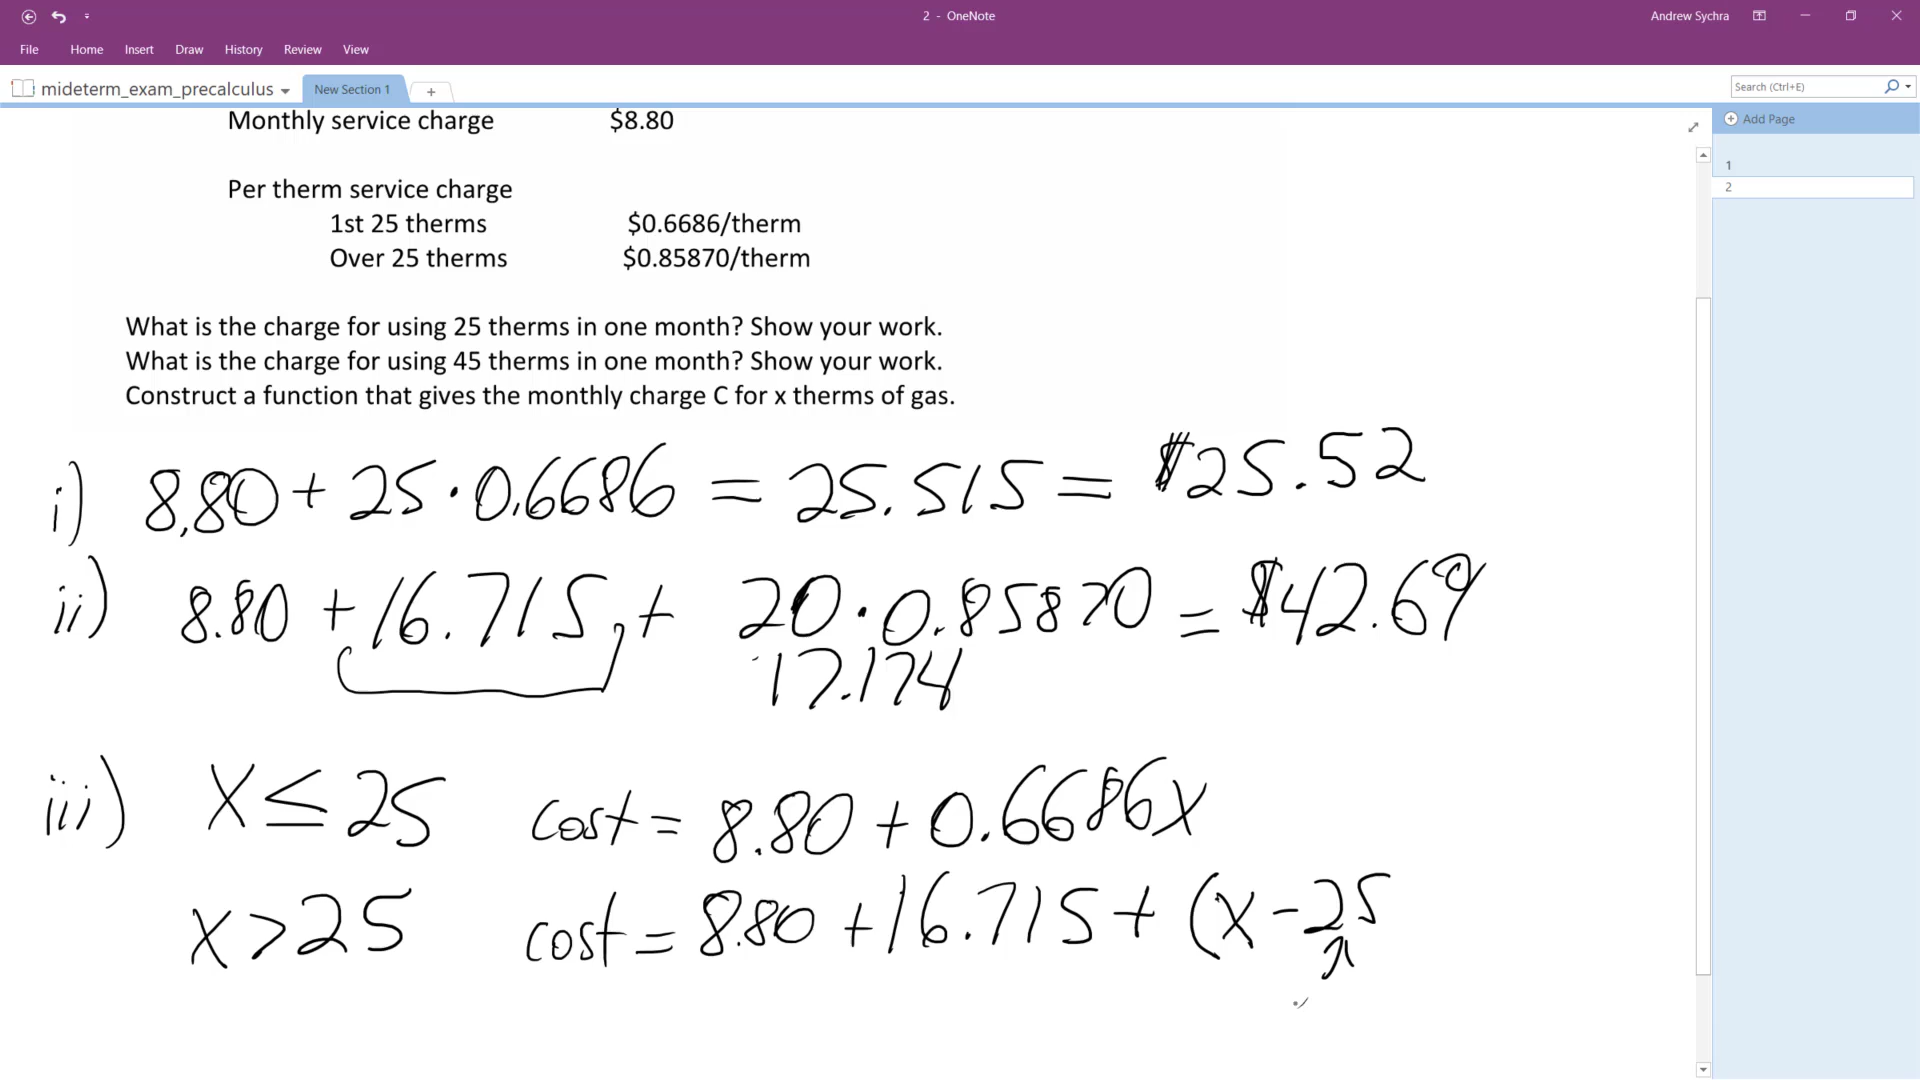 2 - OneNote
Andrew Sychra
File Home Insert Draw History Review View
mideterm_exam_precalculus New Section 1 +
Search (Ctrl+E)
Add Page
1
2
Monthly service charge $8.80
Per therm service charge
1st 25 therms $0.6686/therm
Over 25 therms $0.85870/therm
What is the charge for using 25 therms in one month? Show your work.
What is the charge for using 45 therms in one month? Show your work.
Construct a function that gives the monthly charge C for x therms of gas.
i) 8.80 + 25 · 0.6686 = 25.515 = $25.52
ii) 8.80 + 16.715 + 20 · 0.85870 = $42.69
17.174
iii) x ≤ 25 cost = 8.80 + 0.6686x
x > 25 cost = 8.80 + 16.715 + (x - 25